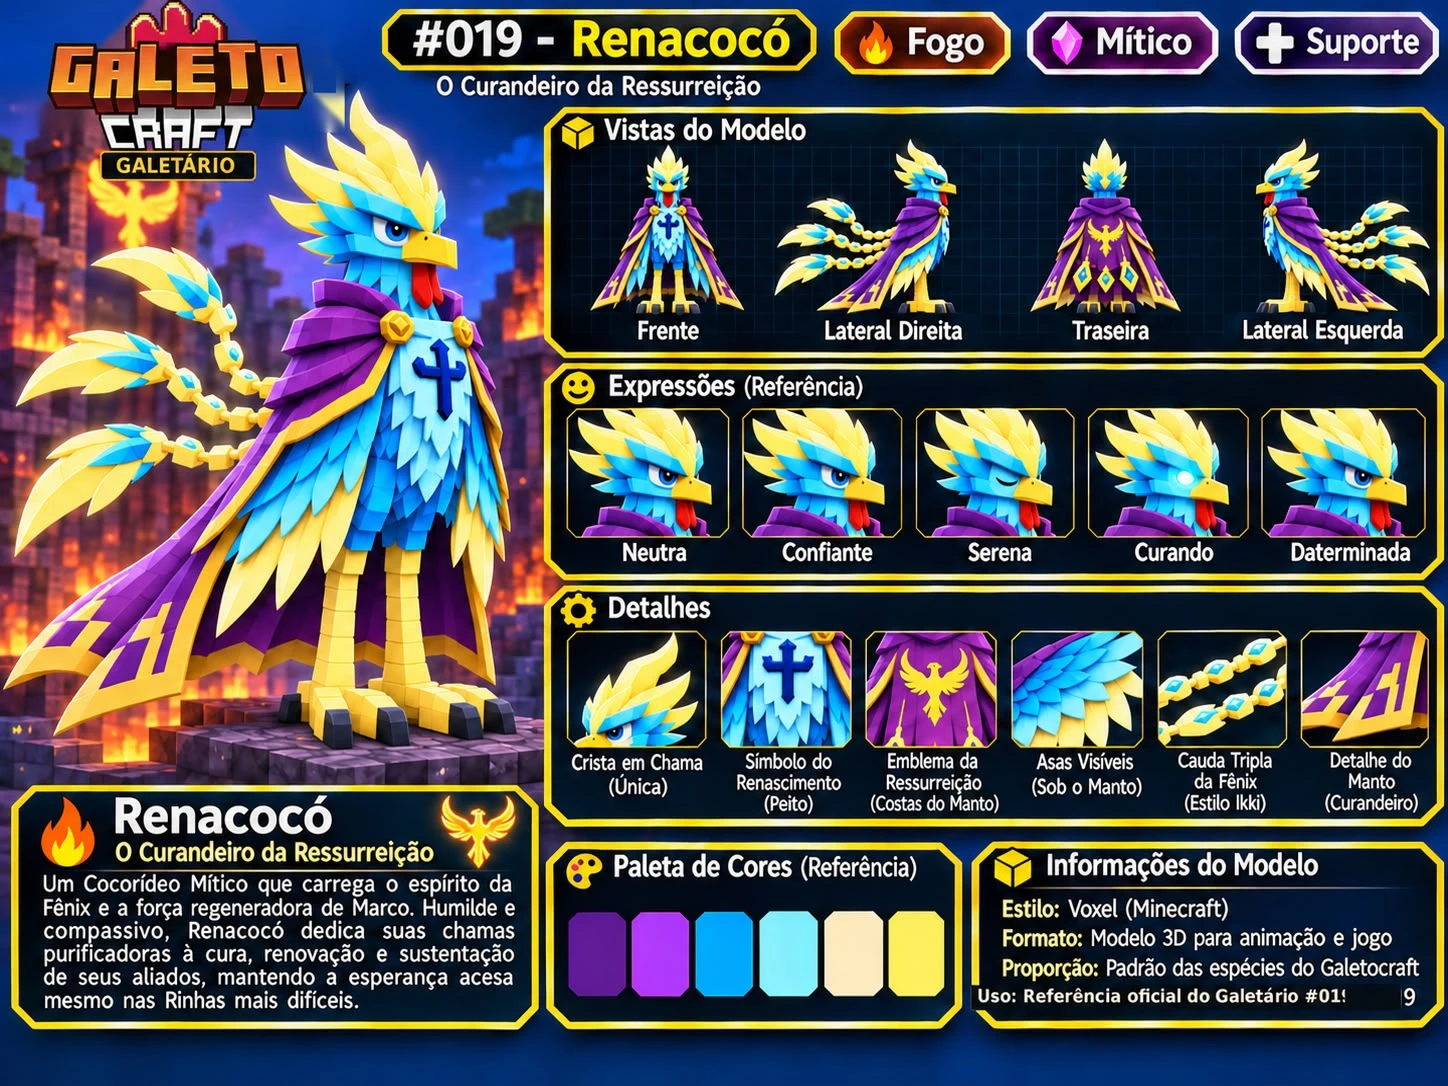 GALETO
CRAFT
GALETÁRIO
#019 - Renacocó
O Curandeiro da Ressurreição
Fogo
Mítico
Suporte
Vistas do Modelo
Frente
Lateral Direita
Traseira
Lateral Esquerda
Expressões (Referência)
Neutra
Confiante
Serena
Curando
Daterminada
Detalhes
Crista em Chama
(Única)
Símbolo do
Renascimento
(Peito)
Emblema da
Ressurreição
(Costas do Manto)
Asas Visíveis
(Sob o Manto)
Cauda Tripla
da Fênix
(Estilo Ikki)
Detalhe do
Manto
(Curandeiro)
Renacocó
O Curandeiro da Ressurreição
Um Cocorídeo Mítico que carrega o espírito da
Fênix e a força regeneradora de Marco. Humilde e
compassivo, Renacocó dedica suas chamas
purificadoras à cura, renovação e sustentação
de seus aliados, mantendo a esperança acesa
mesmo nas Rinhas mais difíceis.
Paleta de Cores (Referência)
Informações do Modelo
Estilo: Voxel (Minecraft)
Formato: Modelo 3D para animação e jogo
Proporção: Padrão das espécies do Galetocraft
Uso: Referência oficial do Galetário #019
9